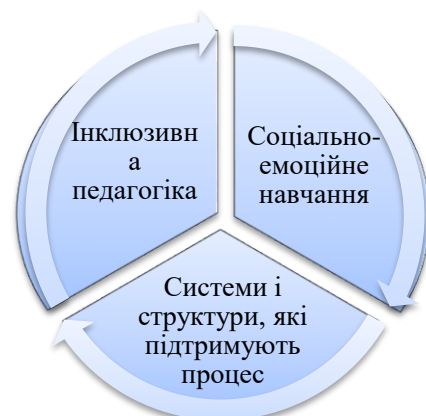 Інклюзивн
а
педагогіка
Соціально-
емоційне
навчання
Системи і
структури, які
підтримують
процес